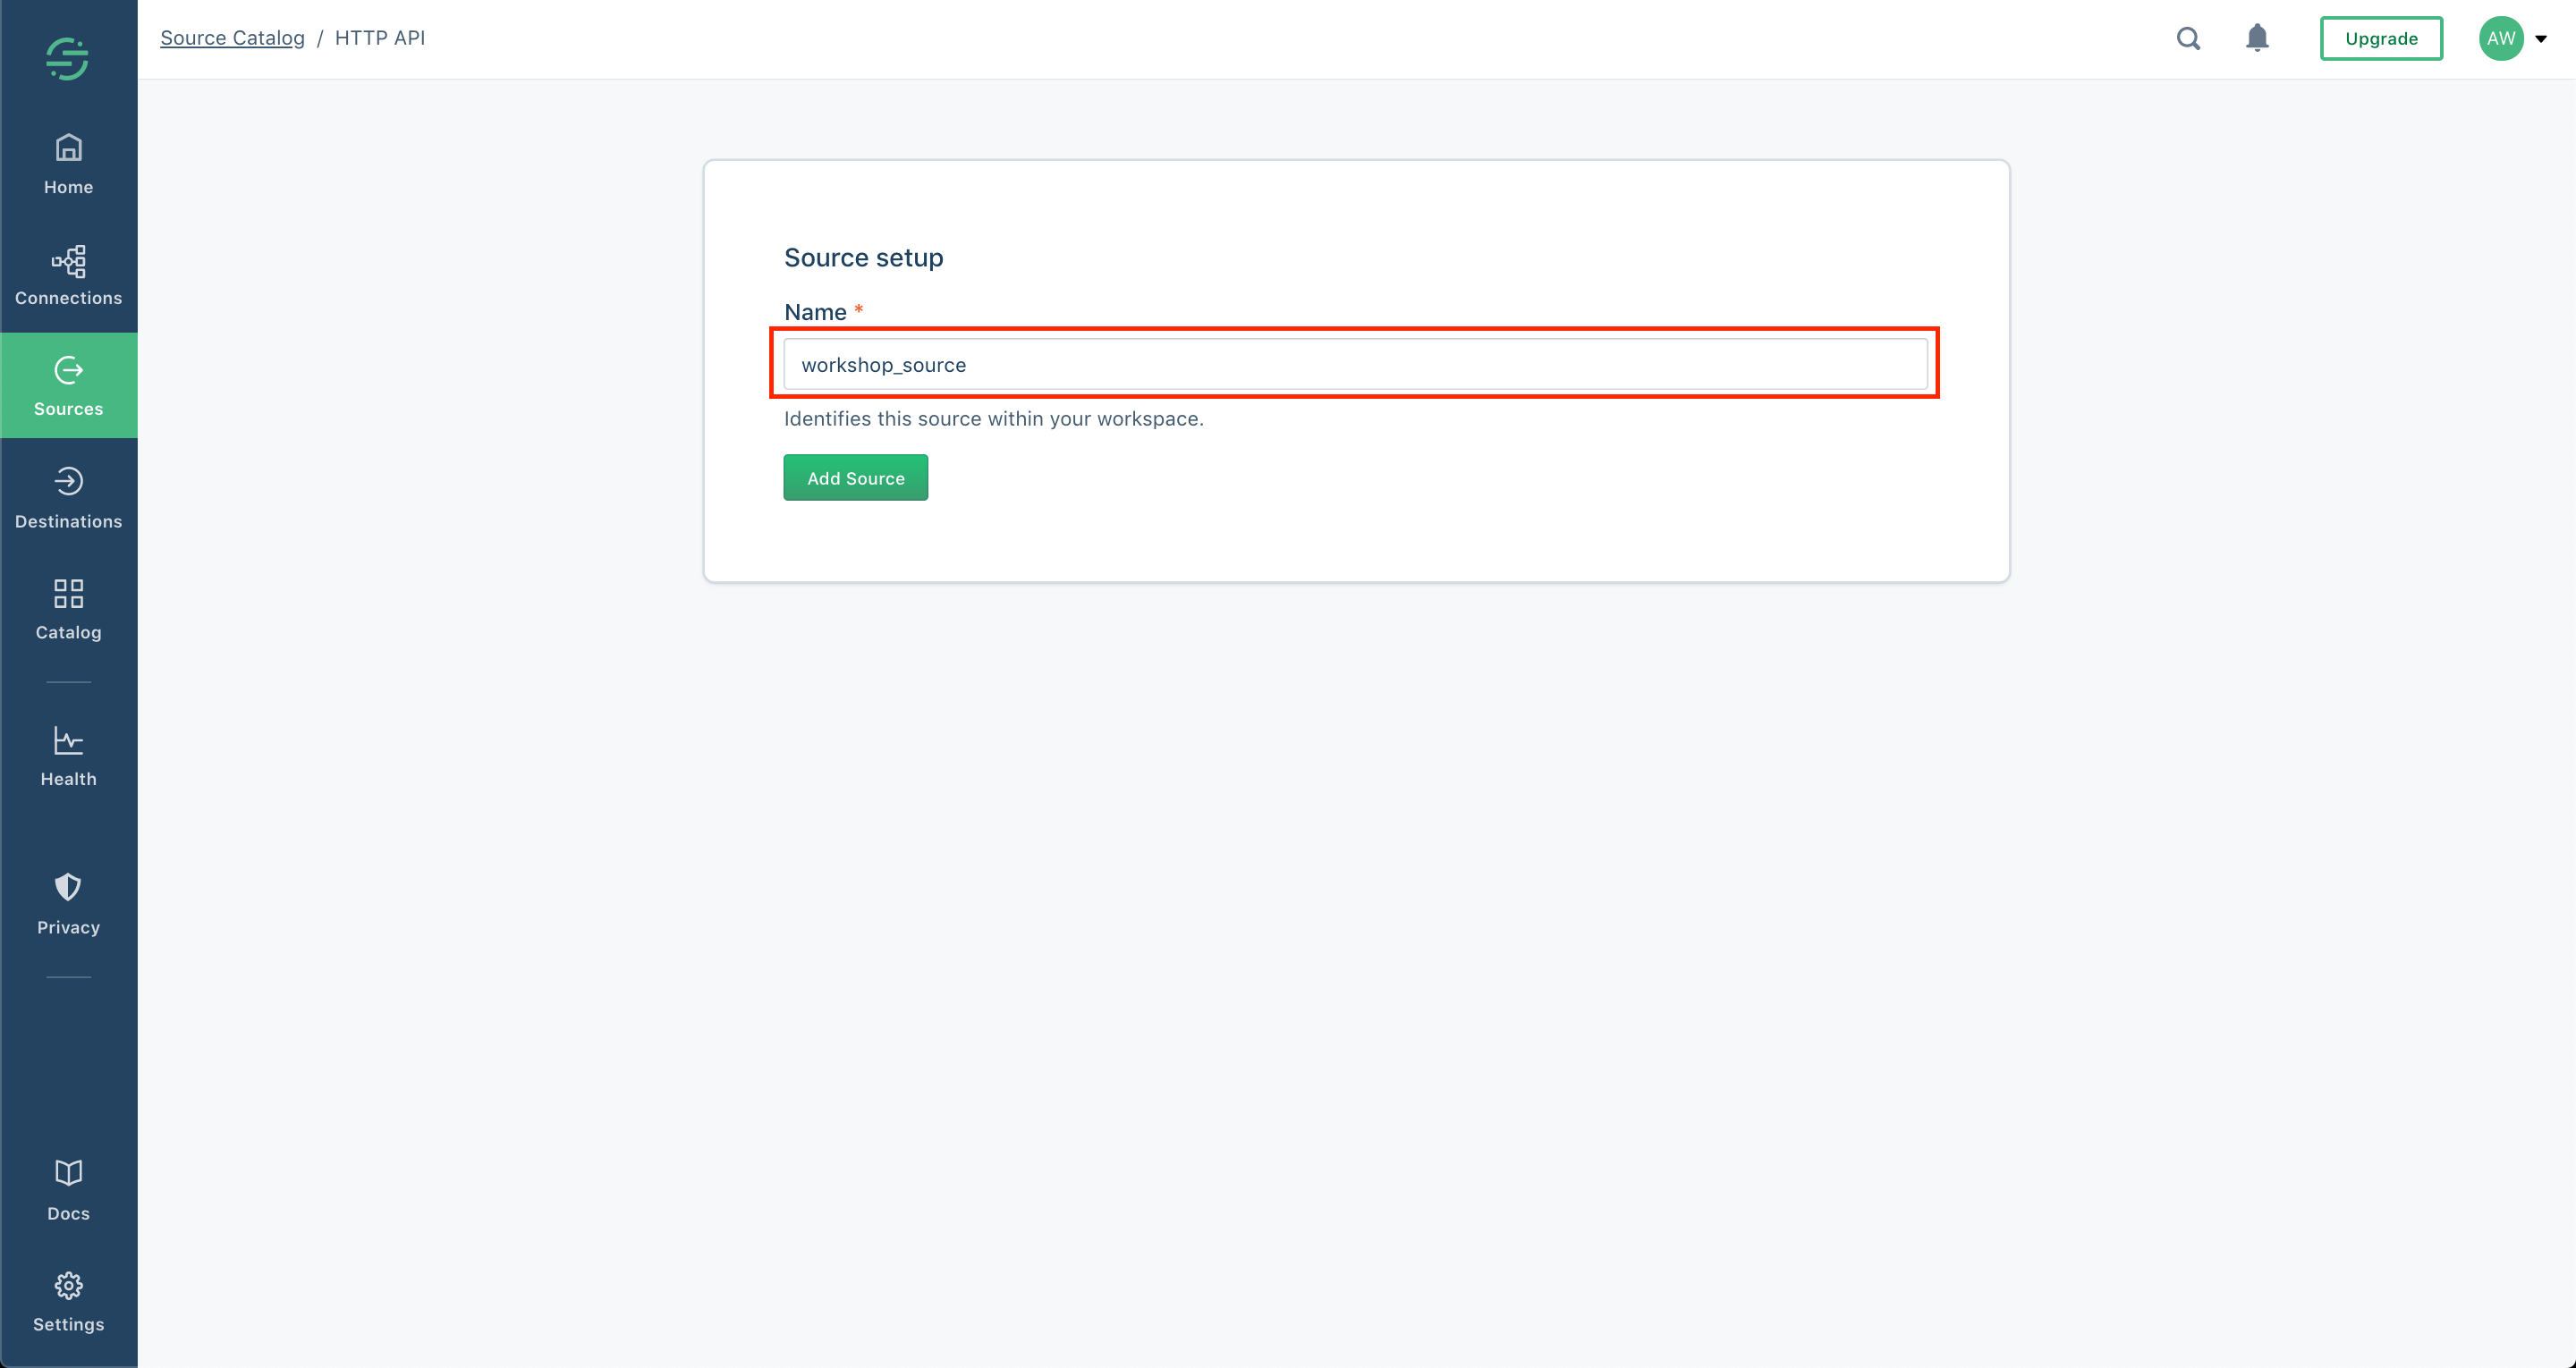 Source Catalog / HTTP API
Upgrade
AW
Home
Connections
Sources
Destinations
Catalog
Health
Privacy
Docs
Settings
Source setup
Name *
workshop_source
Identifies this source within your workspace.
Add Source